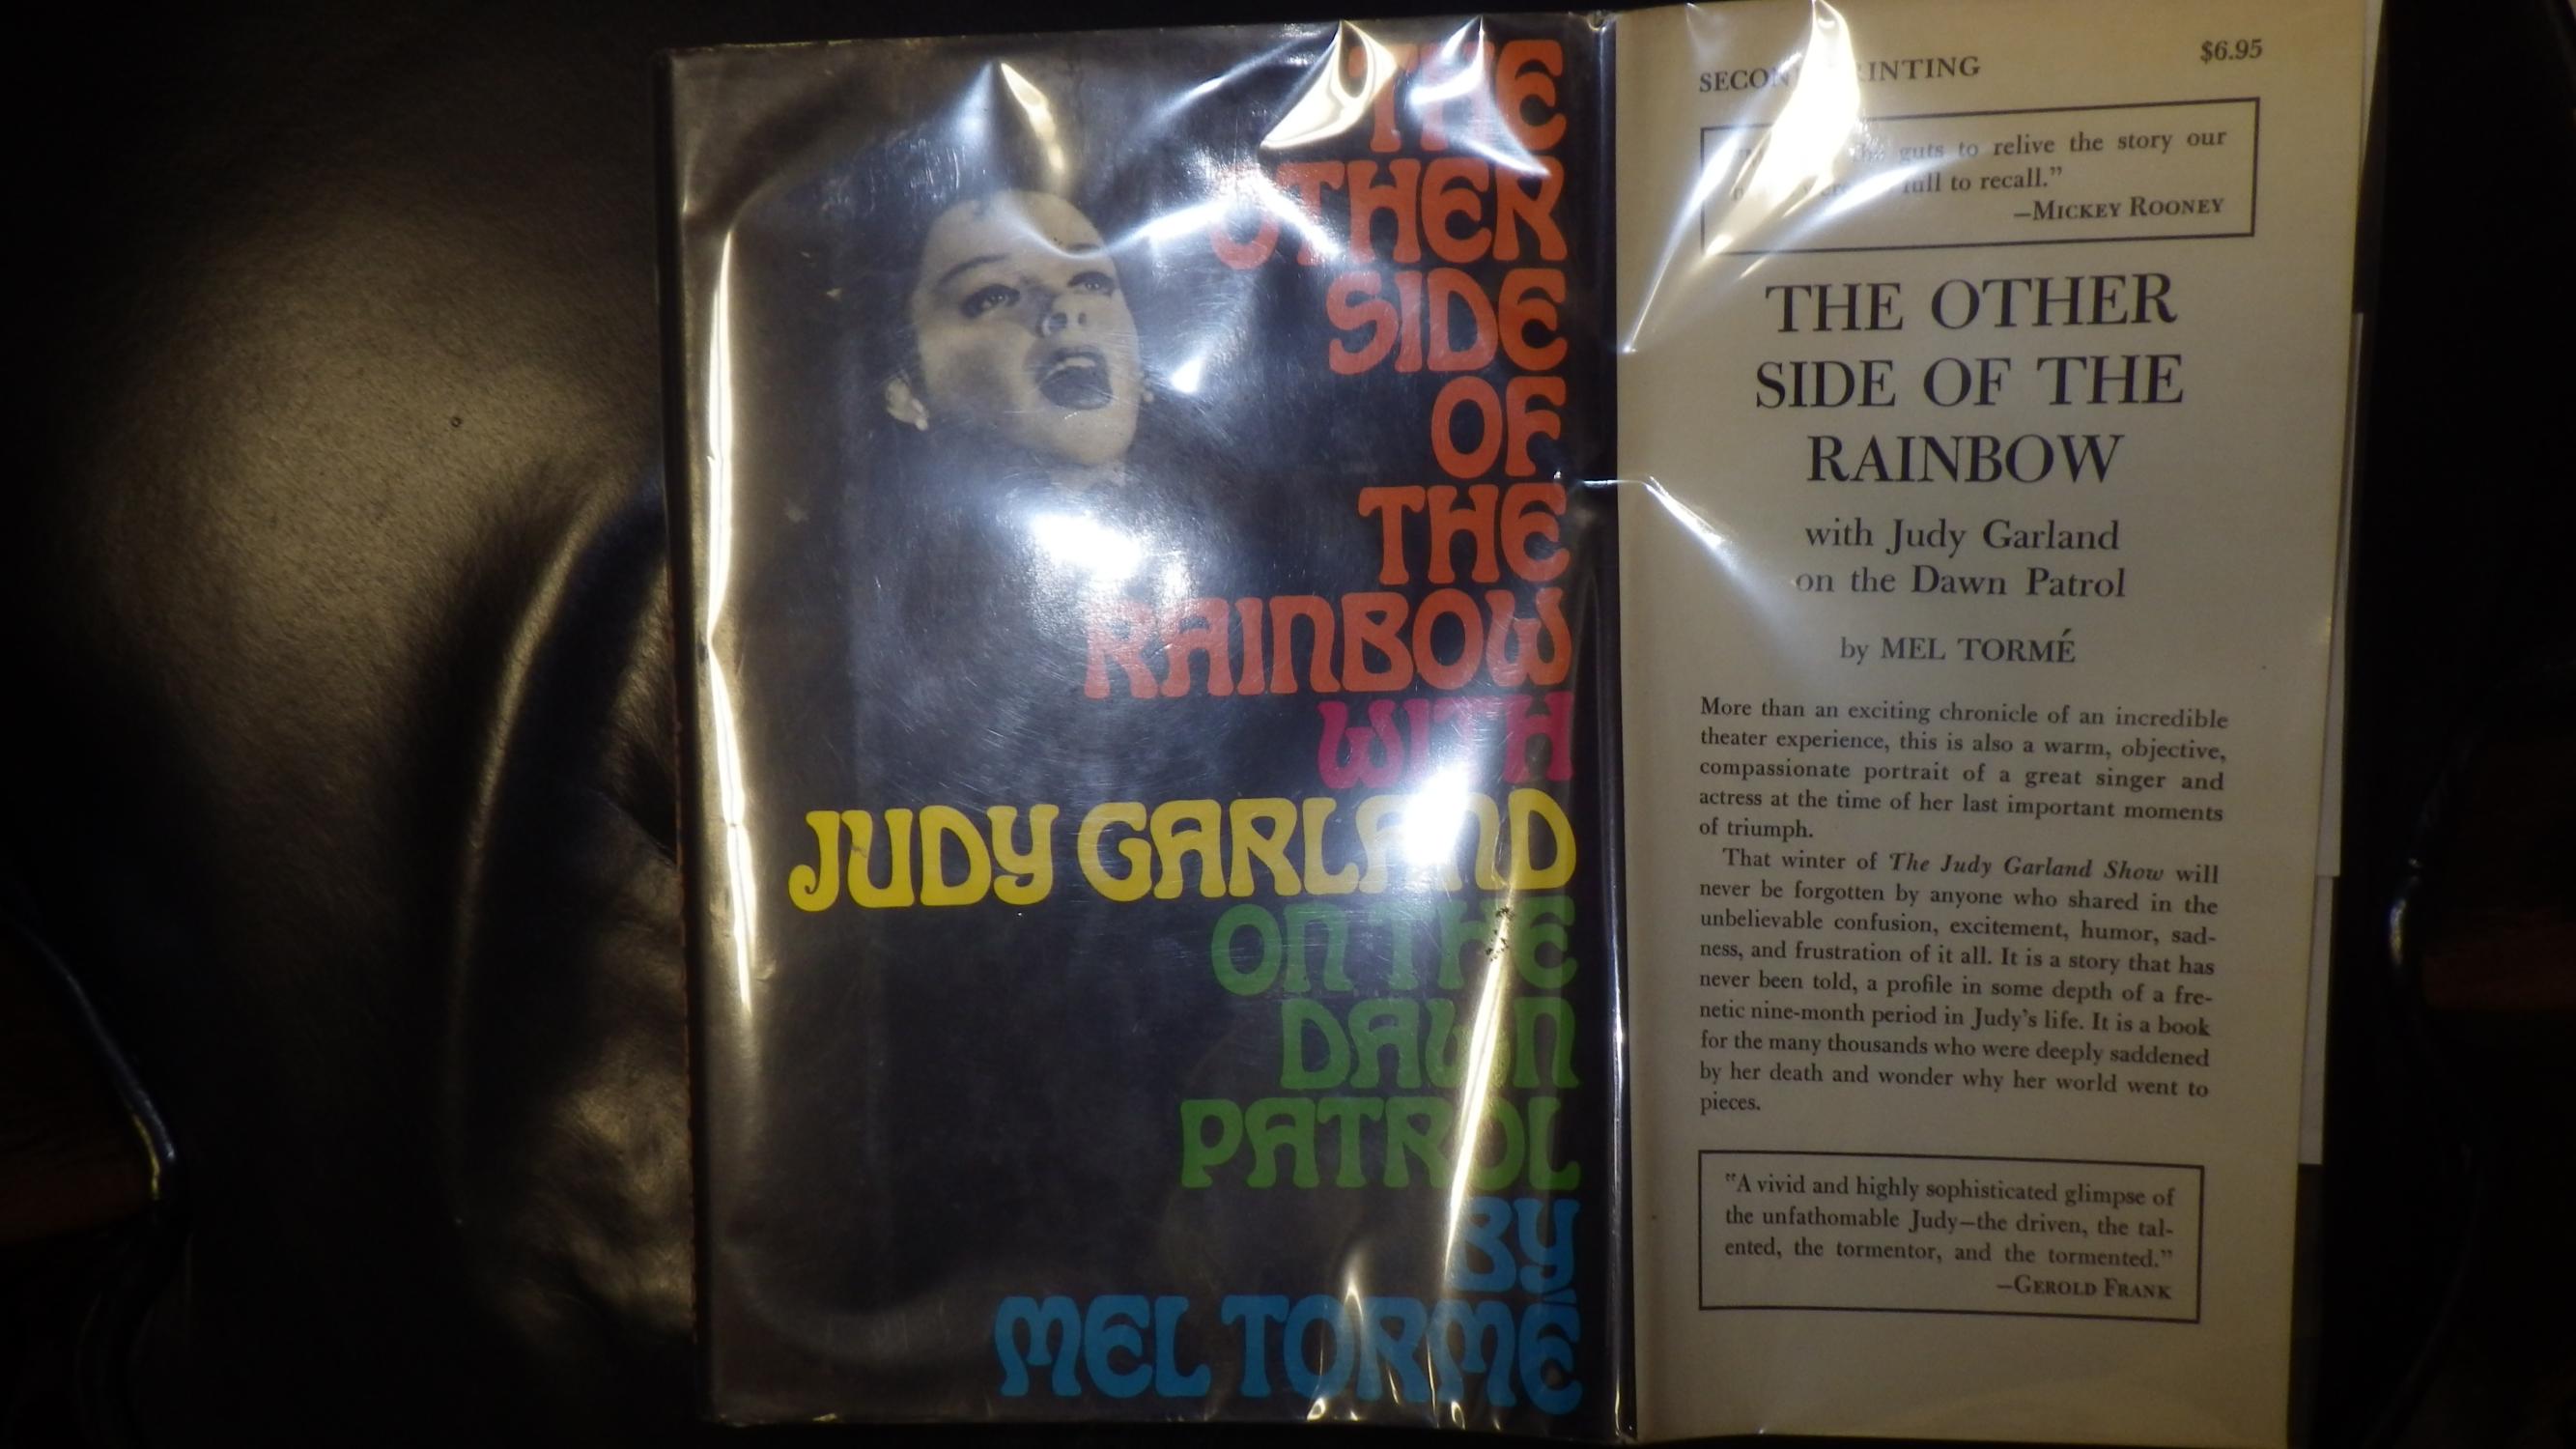 THE
OTHER
SIDE
OF
THE
RAINBOW
WITH
JUDY GARLAND
ON THE
DAWN
PATROL
BY
MEL TORMÉ
SECOND PRINTING
$6.95
the guts to relive the story our
full to recall.”
—MICKEY ROONEY
THE OTHER
SIDE OF THE
RAINBOW
with Judy Garland
on the Dawn Patrol
by MEL TORMÉ
More than an exciting chronicle of an incredible
theater experience, this is also a warm, objective,
compassionate portrait of a great singer and
actress at the time of her last important moments
of triumph.
That winter of The Judy Garland Show will
never be forgotten by anyone who shared in the
unbelievable confusion, excitement, humor, sad-
ness, and frustration of it all. It is a story that has
never been told, a profile in some depth of a fre-
netic nine-month period in Judy’s life. It is a book
for the many thousands who were deeply saddened
by her death and wonder why her world went to
pieces.
“A vivid and highly sophisticated glimpse of
the unfathomable Judy—the driven, the tal-
ented, the tormentor, and the tormented.”
—GEROLD FRANK